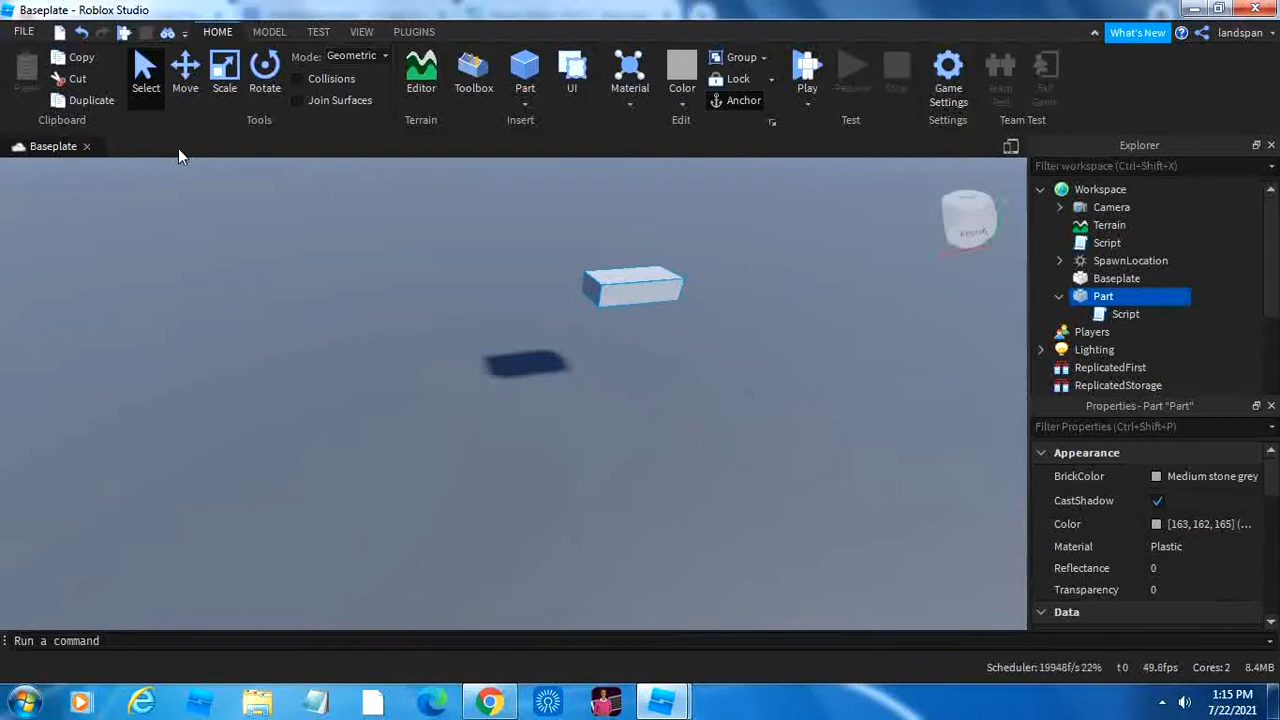 Baseplate - Roblox Studio
FILE HOME MODEL TEST VIEW PLUGINS What's New landspan
Copy
Cut
Duplicate
Clipboard
Select Move Scale Rotate
Mode: Geometric
Collisions
Join Surfaces
Tools
Editor
Terrain
Toolbox Part UI
Insert
Material Color
Group
Lock
Anchor
Edit
Play
Test
Game Settings
Settings
Team Test
Baseplate
Explorer
Filter workspace (Ctrl+Shift+X)
Workspace
Camera
Terrain
Script
SpawnLocation
Baseplate
Part
Script
Players
Lighting
ReplicatedFirst
ReplicatedStorage
Properties - Part "Part"
Filter Properties (Ctrl+Shift+P)
Appearance
BrickColor Medium stone grey
CastShadow
Color [163, 162, 165] (...
Material Plastic
Reflectance 0
Transparency 0
Data
Run a command
Scheduler: 19948f/s 22% t 0 49.6fps Cores: 2 8.4MB
1:15 PM
7/22/2021